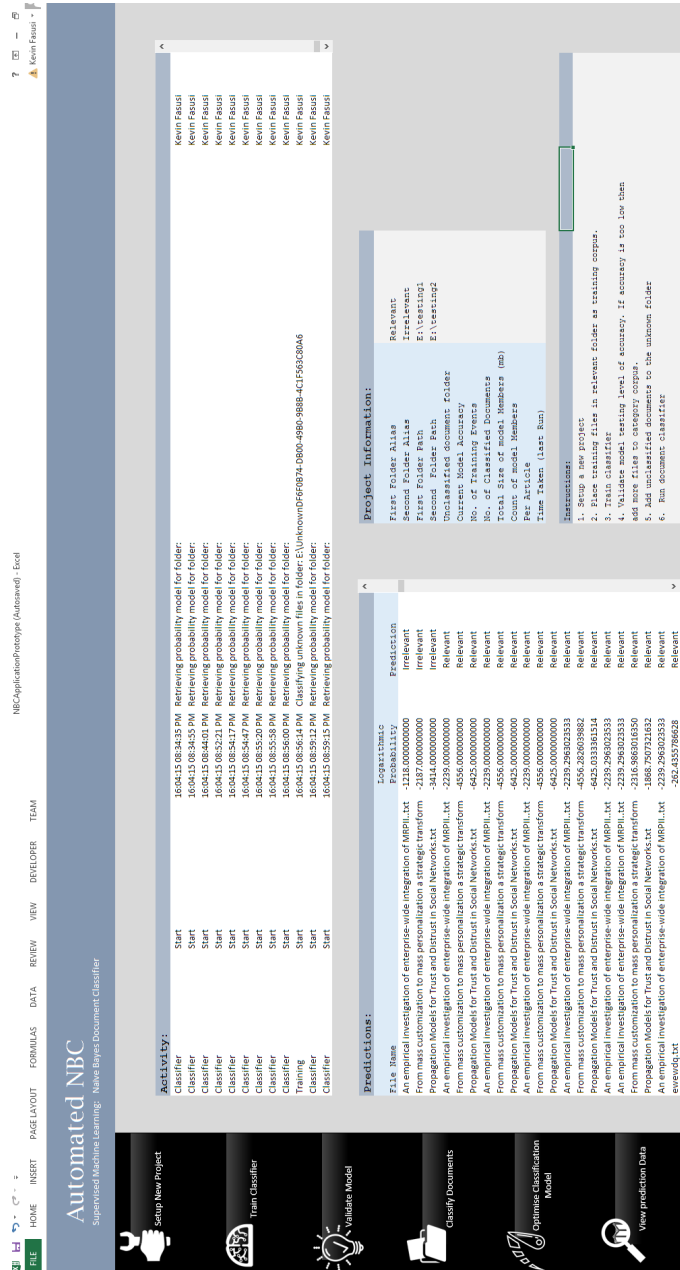 NBCApplicationPrototype (Autosaved) - Excel
FILE HOME INSERT PAGE LAYOUT FORMULAS DATA REVIEW VIEW DEVELOPER TEAM Kevin Fasusi
Automated NBC
Supervised Machine Learning: Naïve Bayes Document Classifier
Setup New Project
Train Classifier
Validate Model
Classify Documents
Optimise Classification
Model
View prediction Data
Activity:
Classifier Start 16:04:15 08:34:35 PM Retrieving probability model for folder: Kevin Fasusi
Classifier Start 16:04:15 08:34:55 PM Retrieving probability model for folder: Kevin Fasusi
Classifier Start 16:04:15 08:44:01 PM Retrieving probability model for folder: Kevin Fasusi
Classifier Start 16:04:15 08:52:21 PM Retrieving probability model for folder: Kevin Fasusi
Classifier Start 16:04:15 08:54:17 PM Retrieving probability model for folder: Kevin Fasusi
Classifier Start 16:04:15 08:54:47 PM Retrieving probability model for folder: Kevin Fasusi
Classifier Start 16:04:15 08:55:20 PM Retrieving probability model for folder: Kevin Fasusi
Classifier Start 16:04:15 08:55:58 PM Retrieving probability model for folder: Kevin Fasusi
Classifier Start 16:04:15 08:56:00 PM Retrieving probability model for folder: Kevin Fasusi
Training Start 16:04:15 08:56:14 PM Classifying unknown files in folder: E:\UnknownDF6F0B74-DB00-49B0-9B8B-4C1F563C80A6 Kevin Fasusi
Classifier Start 16:04:15 08:59:12 PM Retrieving probability model for folder: Kevin Fasusi
Classifier Start 16:04:15 08:59:15 PM Retrieving probability model for folder: Kevin Fasusi
Predictions:
Logarithmic
File Name Probability Prediction
An empirical investigation of enterprise-wide integration of MRPII..txt -1218.0000000000 Irrelevant
From mass customization to mass personalization a strategic transform -2187.0000000000 Irrelevant
Propagation Models for Trust and Distrust in Social Networks.txt -3414.0000000000 Irrelevant
An empirical investigation of enterprise-wide integration of MRPII..txt -2239.0000000000 Relevant
From mass customization to mass personalization a strategic transform -4556.0000000000 Relevant
Propagation Models for Trust and Distrust in Social Networks.txt -6425.0000000000 Relevant
An empirical investigation of enterprise-wide integration of MRPII..txt -2239.0000000000 Relevant
From mass customization to mass personalization a strategic transform -4556.0000000000 Relevant
Propagation Models for Trust and Distrust in Social Networks.txt -6425.0000000000 Relevant
An empirical investigation of enterprise-wide integration of MRPII..txt -2239.0000000000 Relevant
From mass customization to mass personalization a strategic transform -4556.0000000000 Relevant
Propagation Models for Trust and Distrust in Social Networks.txt -6425.0000000000 Relevant
An empirical investigation of enterprise-wide integration of MRPII..txt -2239.2963023533 Relevant
From mass customization to mass personalization a strategic transform -4556.2826039882 Relevant
Propagation Models for Trust and Distrust in Social Networks.txt -6425.0333361514 Relevant
An empirical investigation of enterprise-wide integration of MRPII..txt -2239.2963023533 Relevant
An empirical investigation of enterprise-wide integration of MRPII..txt -2239.2963023533 Relevant
From mass customization to mass personalization a strategic transform -2316.9863016350 Relevant
Propagation Models for Trust and Distrust in Social Networks.txt -1868.7507321632 Relevant
An empirical investigation of enterprise-wide integration of MRPII..txt -2239.2963023533 Relevant
evewdq.txt -262.4355786628 Relevant
Project Information:
First Folder Alias Relevant
Second Folder Alias Irrelevant
First Folder Path E:\testing1
Second Folder Path E:\testing2
Unclassified document folder
Current Model Accuracy
No. of Training Events
No. of Classified Documents
Total Size of model Members (mb)
Count of model Members
Per Article
Time Taken (last Run)
Instructions:
1. Setup a new project
2. Place training files in relevant folder as training corpus.
3. Train classifier
4. Validate model testing level of accuracy. If accuracy is too low then
add more files to category corpus.
5. Add unclassified documents to the unknown folder
6. Run document classifier